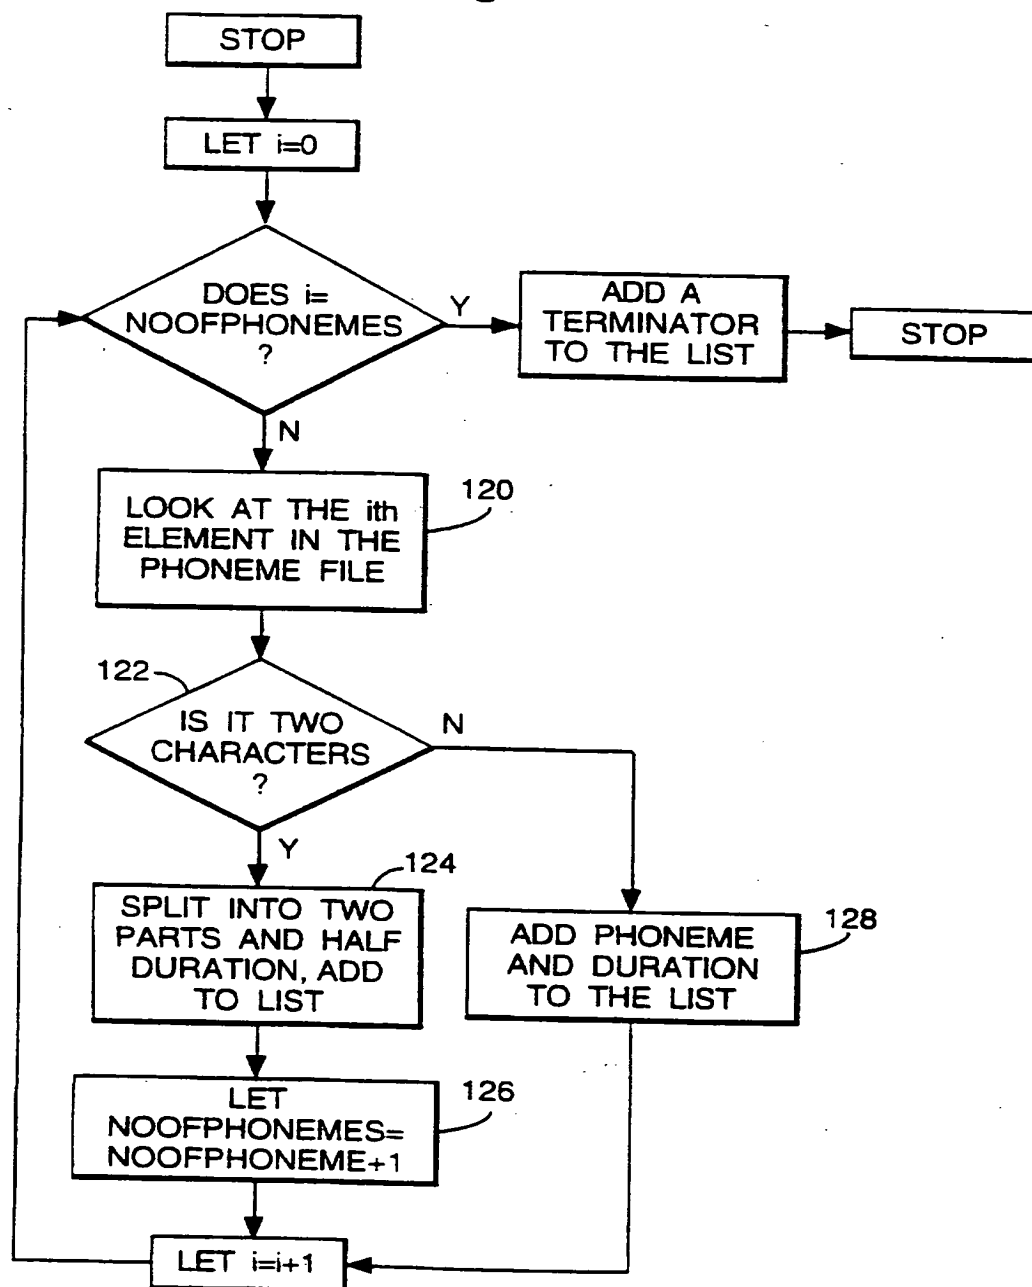 STOP
LET i=0
DOES i=
NOOFPHONEMES
?
Y
ADD A
TERMINATOR
TO THE LIST
STOP
N
LOOK AT THE ith
ELEMENT IN THE
PHONEME FILE
120
122
IS IT TWO
CHARACTERS
?
N
Y
124
SPLIT INTO TWO
PARTS AND HALF
DURATION, ADD
TO LIST
ADD PHONEME
AND DURATION
TO THE LIST
128
LET
NOOFPHONEMES=
NOOFPHONEME+1
126
LET i=i+1